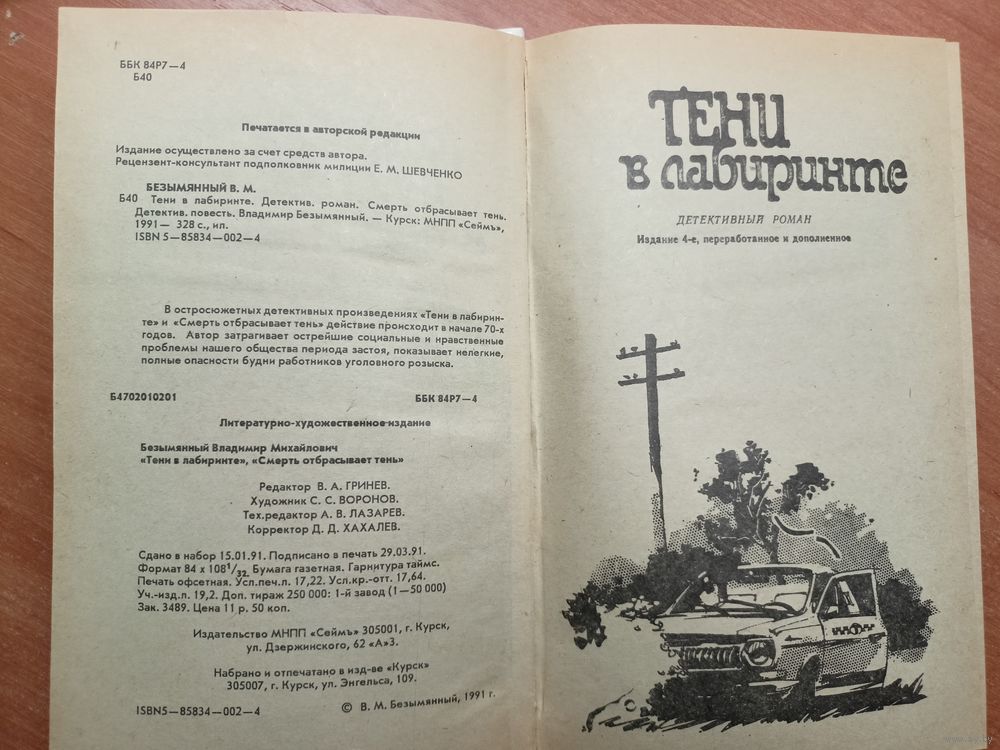 ББК 84Р7—4
Б40
Печатается в авторской редакции
Издание осуществлено за счет средств автора.
Рецензент-консультант подполковник милиции Е. М. ШЕВЧЕНКО
БЕЗЫМЯННЫЙ В. М.
Б40 Тени в лабиринте. Детектив. роман. Смерть отбрасывает тень.
Детектив. повесть. Владимир Безымянный. — Курск: МНПП «Сеймъ»,
1991— 328 с., ил.
ISBN 5—85834—002—4
В остросюжетных детективных произведениях «Тени в лабирин-
те» и «Смерть отбрасывает тень» действие происходит в начале 70-х
годов. Автор затрагивает острейшие социальные и нравственные
проблемы нашего общества периода застоя, показывает нелегкие,
полные опасности будни работников уголовного розыска.
Б4702010201 ББК 84Р7—4
Литературно-художественное издание
Безымянный Владимир Михайлович
«Тени в лабиринте», «Смерть отбрасывает тень»
Редактор В. А. ГРИНЕВ.
Художник С. С. ВОРОНОВ.
Тех.редактор А. В. ЛАЗАРЕВ.
Корректор Д. Д. ХАХАЛЕВ.
Сдано в набор 15.01.91. Подписано в печать 29.03.91.
Формат 84 х 108¹/₃₂. Бумага газетная. Гарнитура таймс.
Печать офсетная. Усл.печ.л. 17,22. Усл.кр.-отт. 17,64.
Уч.-изд.л. 19,2. Доп. тираж 250 000: 1-й завод (1—50 000)
Зак. 3489. Цена 11 р. 50 коп.
Издательство МНПП «Сеймъ» 305001, г. Курск,
ул. Дзержинского, 62 «А»3.
Набрано и отпечатано в изд-ве «Курск»
305007, г. Курск, ул. Энгельса, 109.
ISBN5—85834—002—4 © В. М. Безымянный, 1991 г.
ТЕНИ
в лабиринте
ДЕТЕКТИВНЫЙ РОМАН
Издание 4-е, переработанное и дополненное